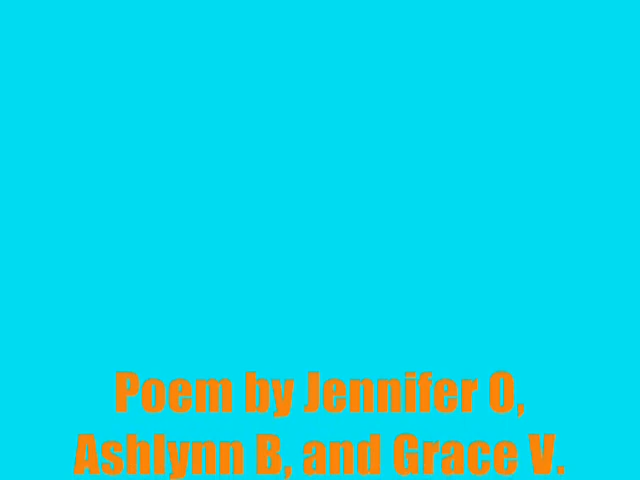 Poem by Jennifer O,
Ashlynn B, and Grace V.